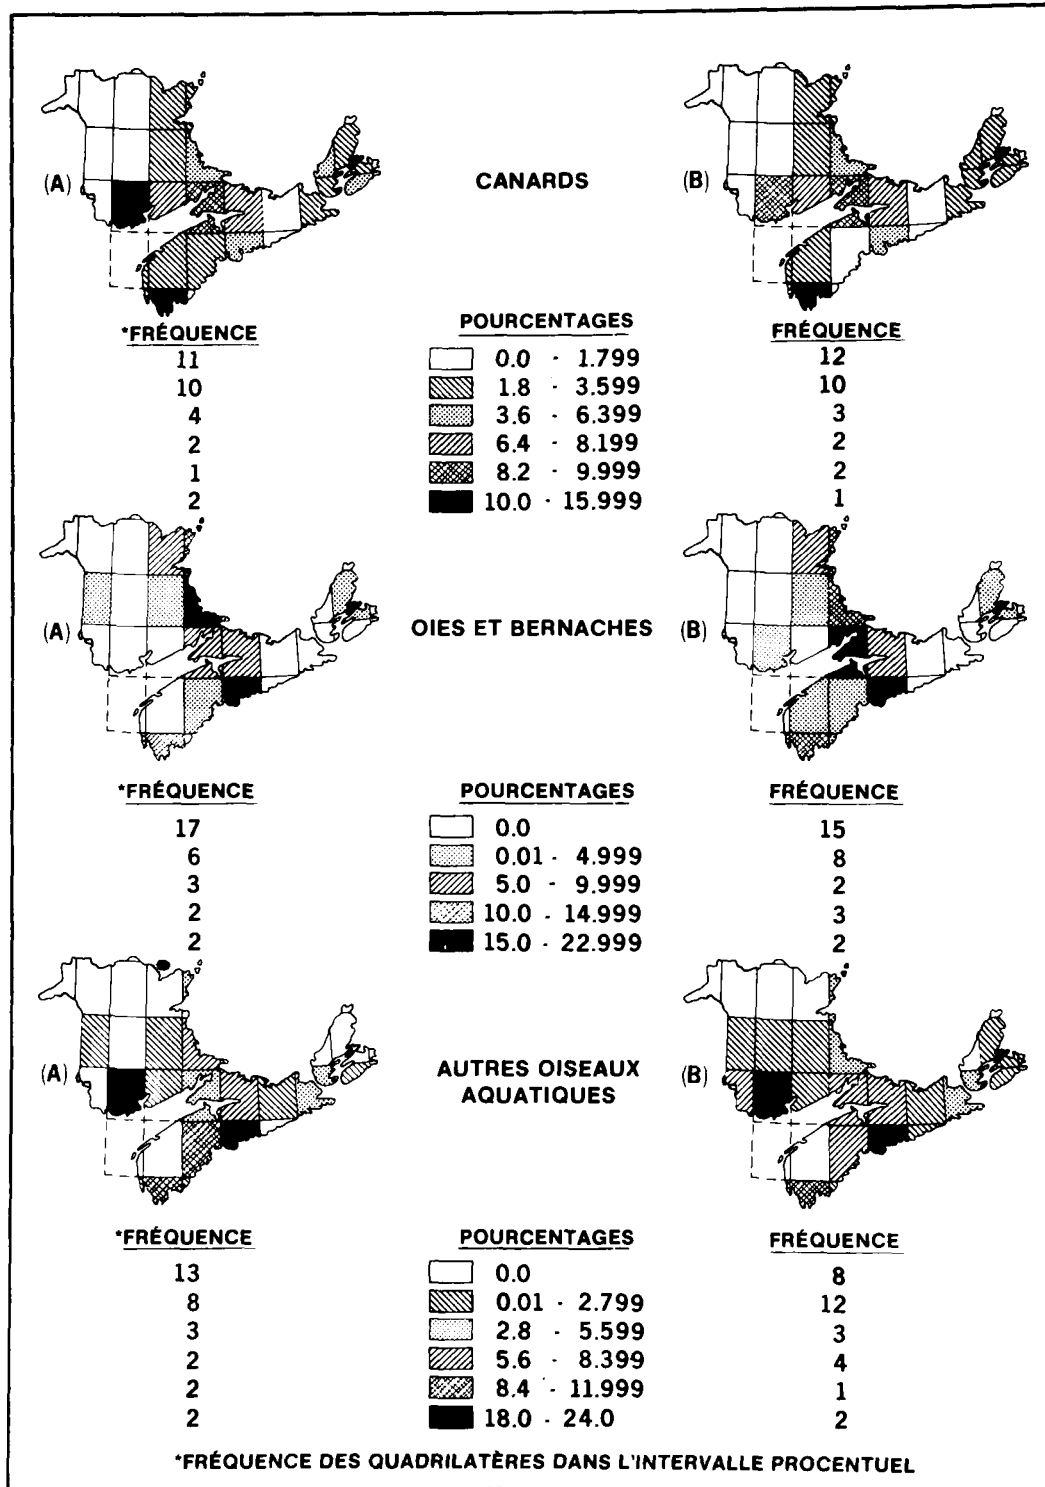 (A) CANARDS (B)
*FRÉQUENCE POURCENTAGES FRÉQUENCE
11 0.0 - 1.799 12
10 1.8 - 3.599 10
4 3.6 - 6.399 3
2 6.4 - 8.199 2
1 8.2 - 9.999 2
2 10.0 - 15.999 1
(A) OIES ET BERNACHES (B)
*FRÉQUENCE POURCENTAGES FRÉQUENCE
17 0.0 15
6 0.01 - 4.999 8
3 5.0 - 9.999 2
2 10.0 - 14.999 3
2 15.0 - 22.999 2
(A) AUTRES OISEAUX (B)
AQUATIQUES
*FRÉQUENCE POURCENTAGES FRÉQUENCE
13 0.0 8
8 0.01 - 2.799 12
3 2.8 - 5.599 3
2 5.6 - 8.399 4
2 8.4 - 11.999 1
2 18.0 - 24.0 2
*FRÉQUENCE DES QUADRILATÈRES DANS L'INTERVALLE PROCENTUEL